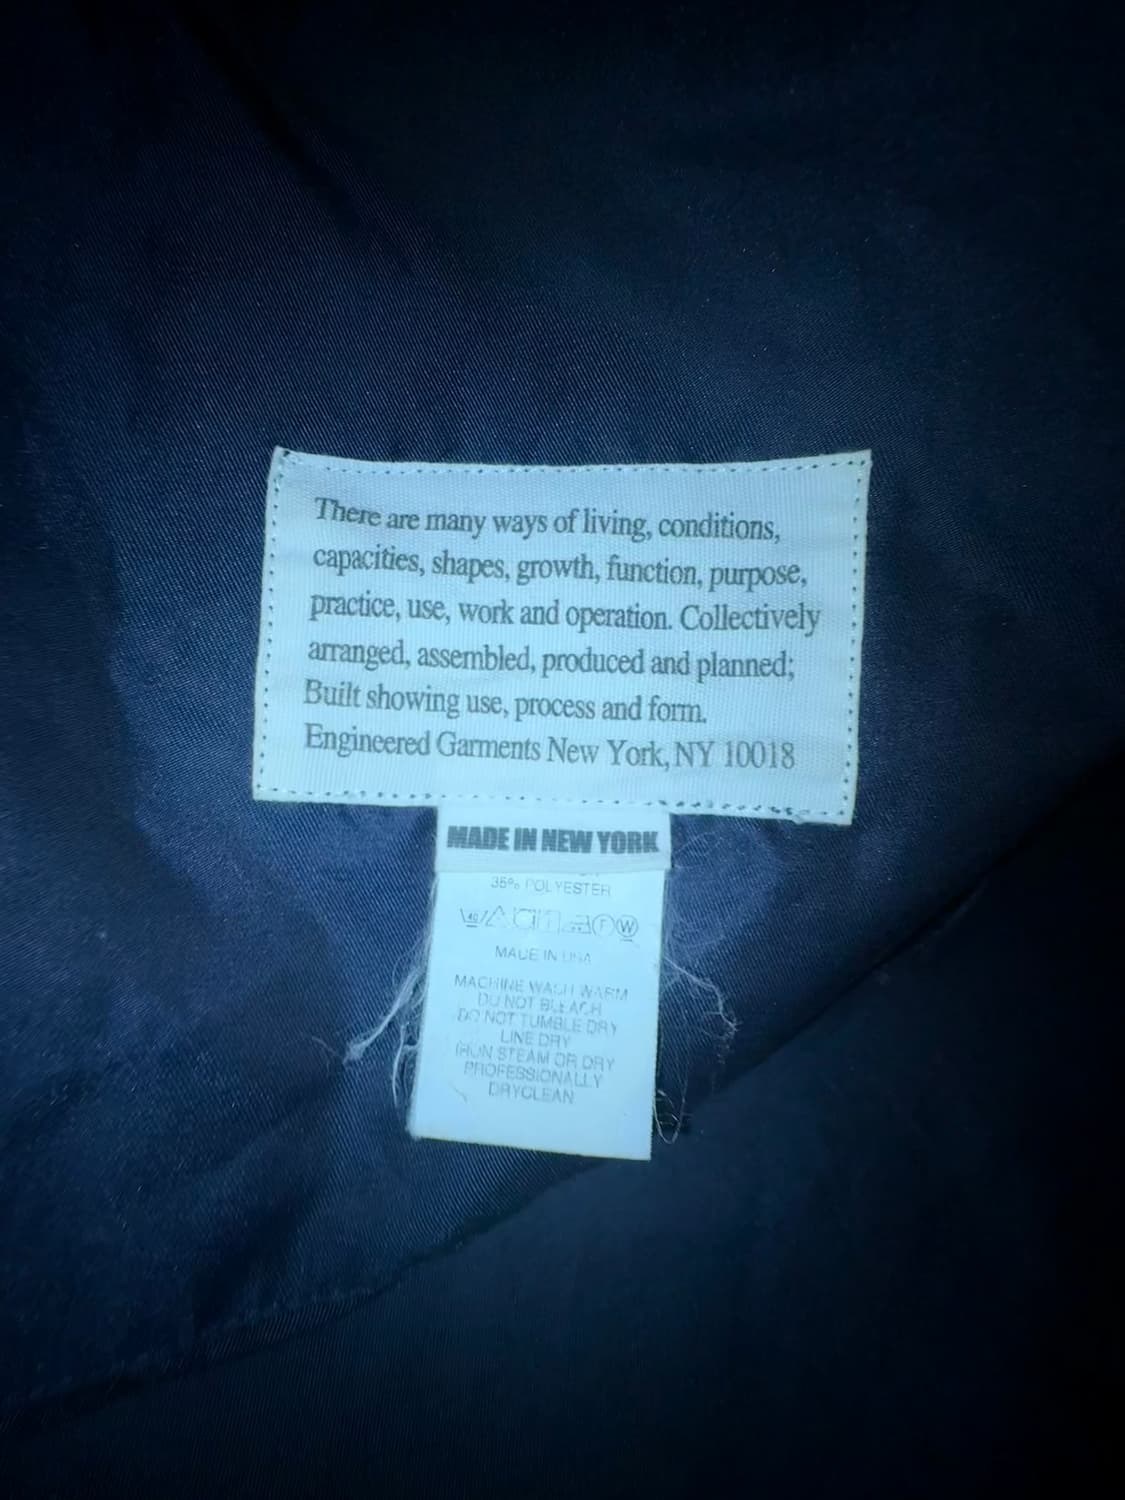 There are many ways of living, conditions,
capacities, shapes, growth, function, purpose,
practice, use, work and operation. Collectively
arranged, assembled, produced and planned;
Built showing use, process and form.
Engineered Garments New York, NY 10018
MADE IN NEW YORK
35% POLYESTER
40 F W
MADE IN USA
MACHINE WASH WARM
DO NOT BLEACH
DO NOT TUMBLE DRY
LINE DRY
IRON STEAM OR DRY
PROFESSIONALLY
DRYCLEAN